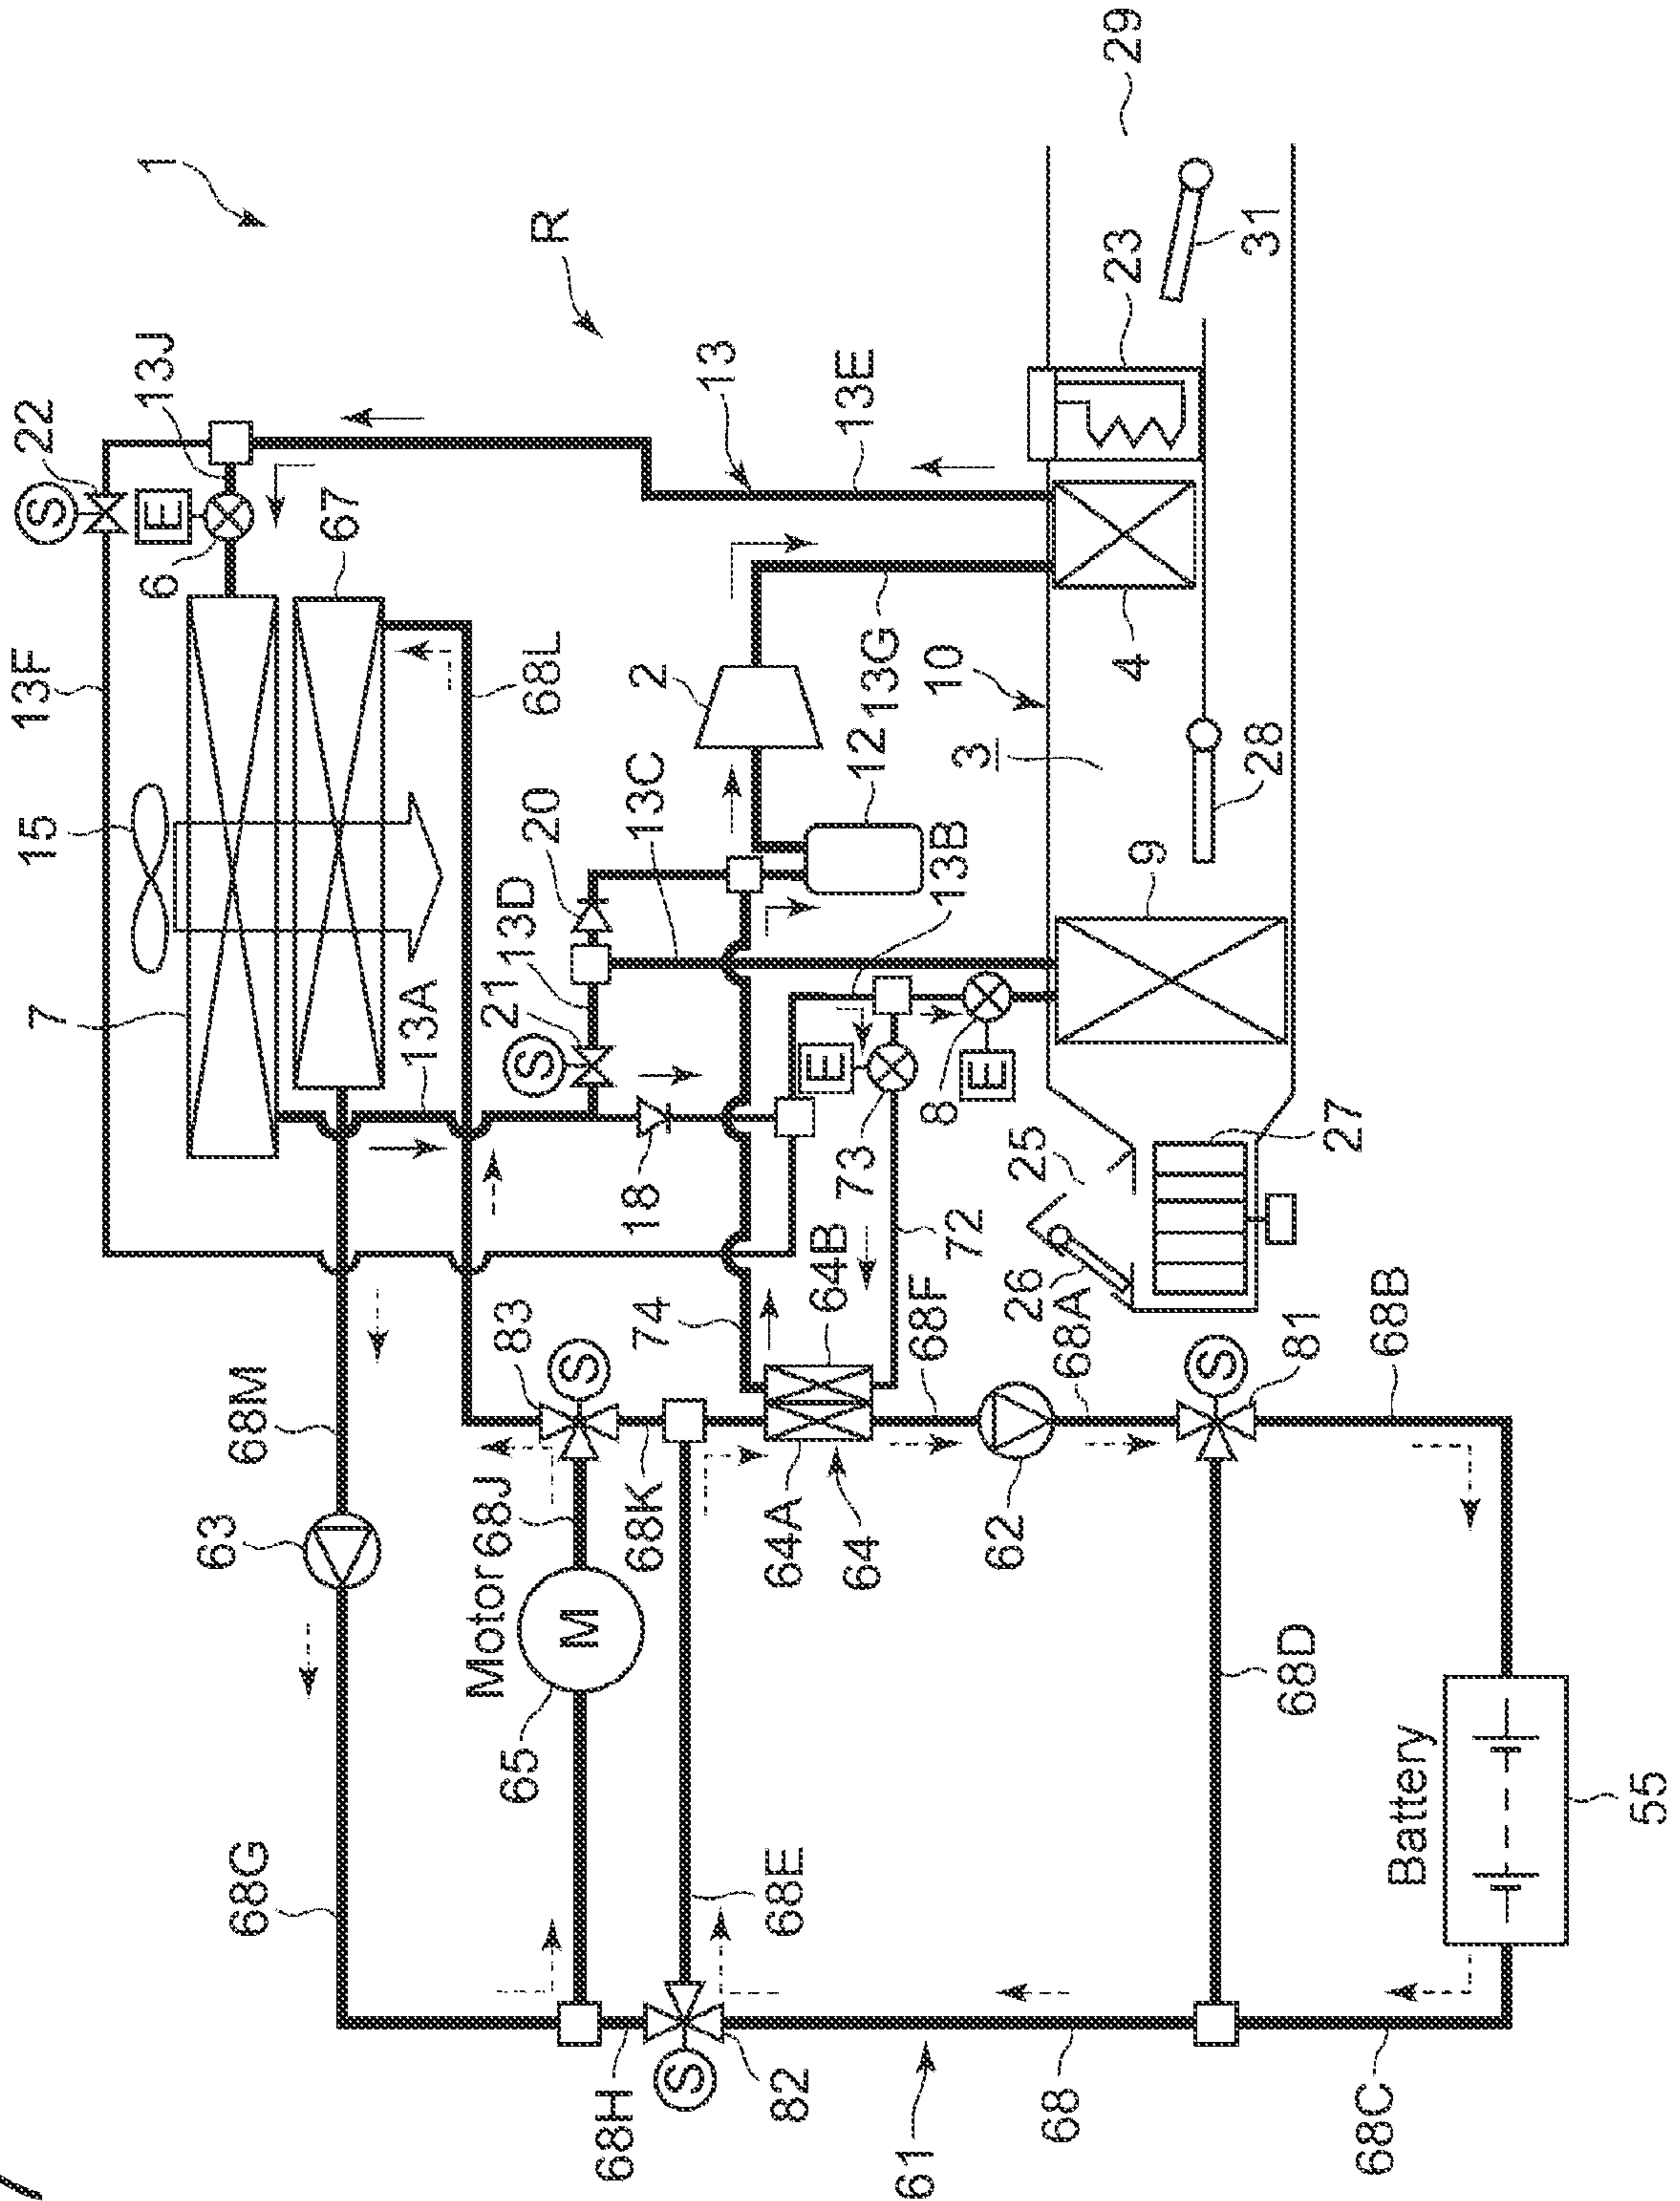 1
29
R
31
23
13J
22
S
E
6
67
13
13E
13F
15
7
68L
2
13G
10
4
12
3
28
13C
20
13D
13B
9
21
S
13A
E
8
E
18
73
25
27
72
64B
26
68A
68F
74
83
S
S
81
68B
68M
63
Motor
68J
68K
64A
64
62
M
65
68D
Battery
55
68G
68E
68H
S
82
61
68
68C